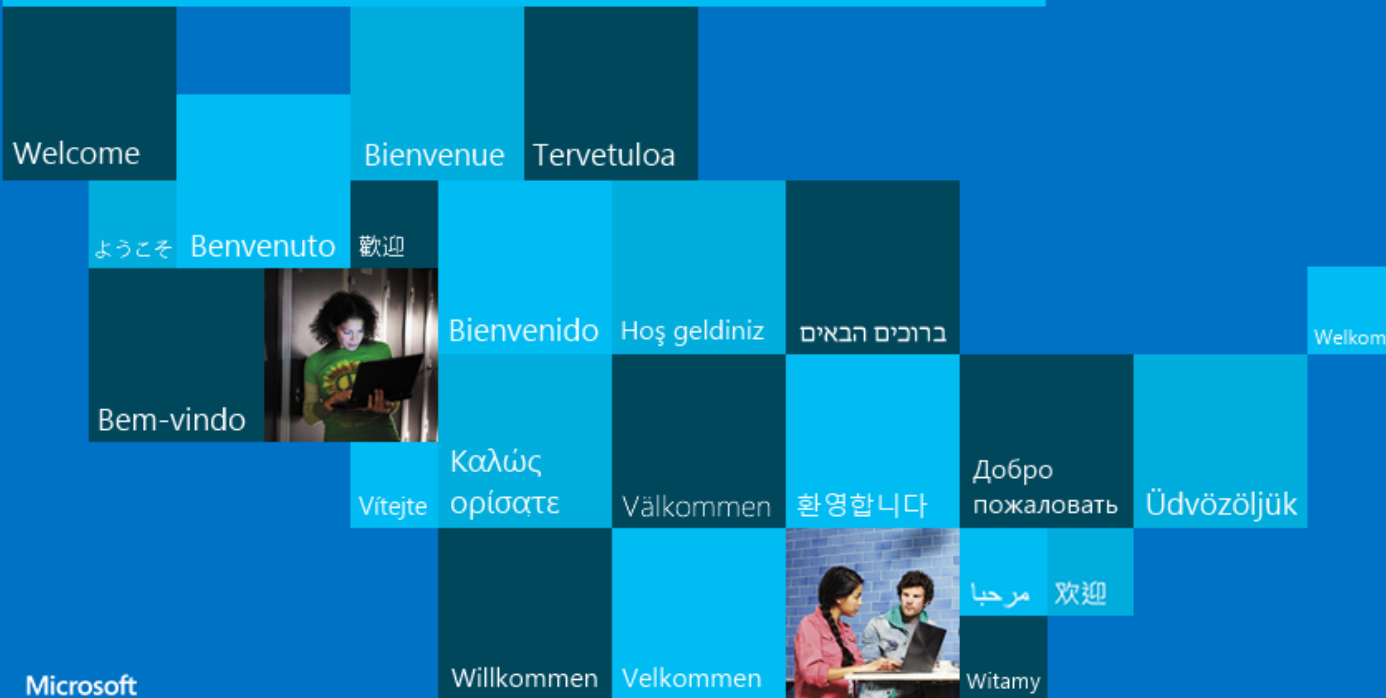 Welcome
Bienvenue
Tervetuloa
ようこそ
Benvenuto
歡迎
Bienvenido
Hoş geldiniz
ברוכים הבאים
Welkom
Bem-vindo
Vítejte
Καλώς
ορίσατε
Välkommen
환영합니다
Добро
пожаловать
Üdvözöljük
مرحبا
欢迎
Willkommen
Velkommen
Witamy
Microsoft